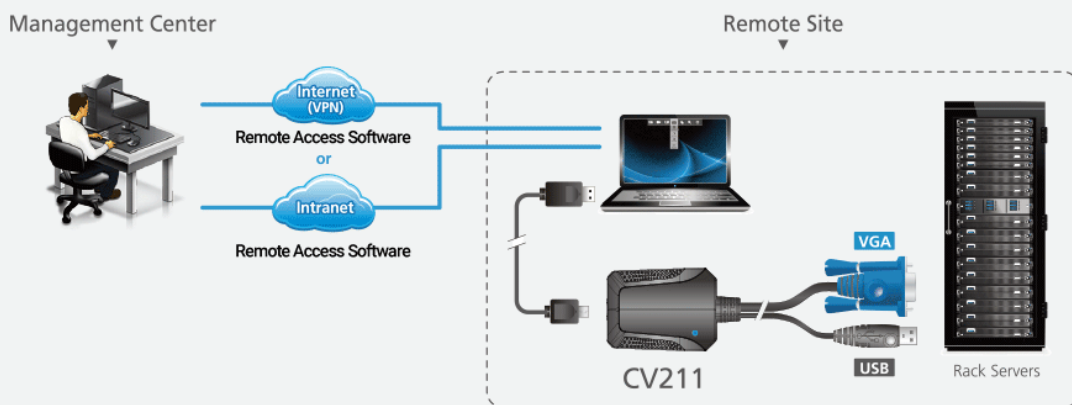 Management Center
Remote Site
Internet
(VPN)
Remote Access Software
or
Intranet
Remote Access Software
VGA
USB
CV211
Rack Servers